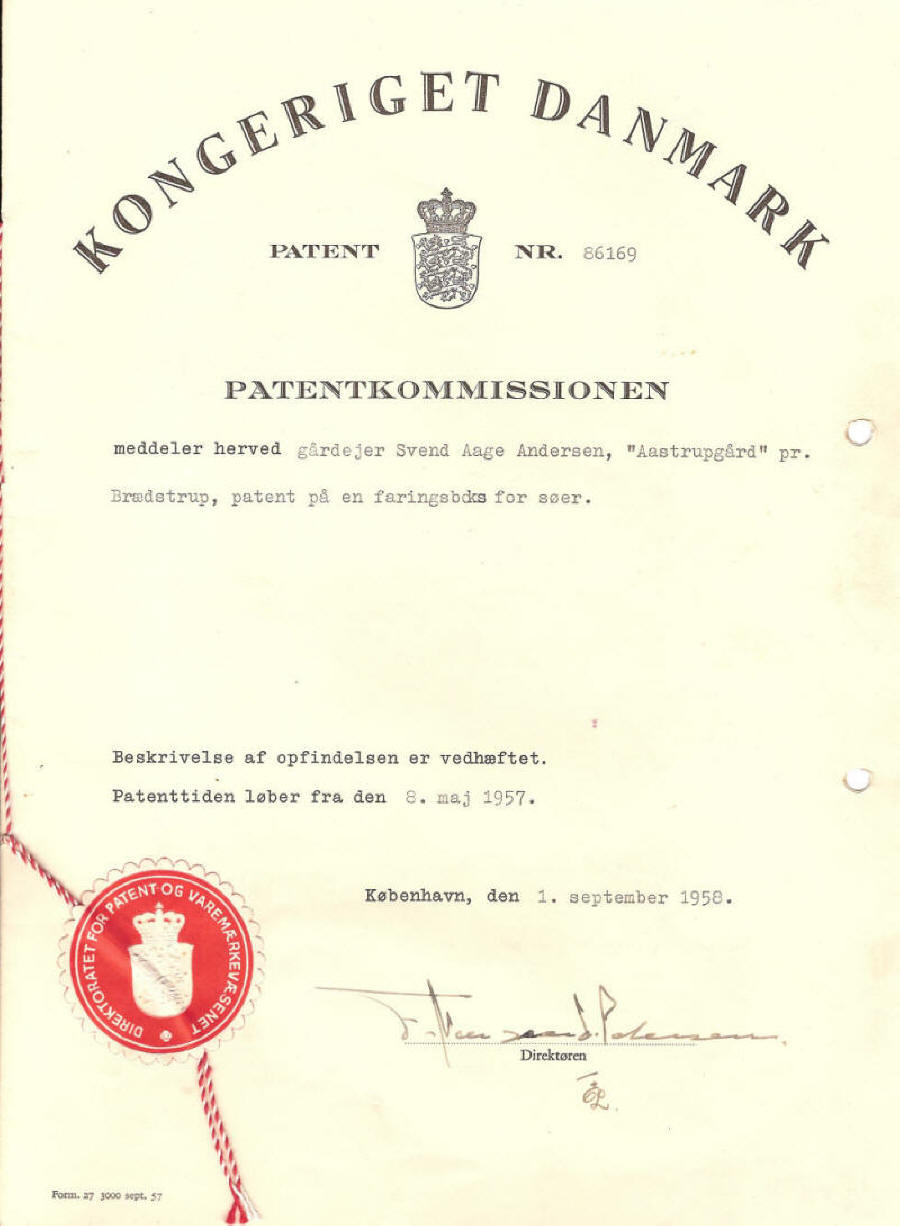 KONGERIGET DANMARK
PATENT NR. 86169
PATENTKOMMISSIONEN
meddeler herved gårdejer Svend Aage Andersen, "Aastrupgård" pr.
Brædstrup, patent på en faringsboks for søer.
Beskrivelse af opfindelsen er vedhæftet.
Patenttiden løber fra den 8. maj 1957.
København, den 1. september 1958.
DIREKTORATET FOR PATENT- OG VAREMÆRKEVÆSENET
Direktøren
Form. 27 3000 sept. 57